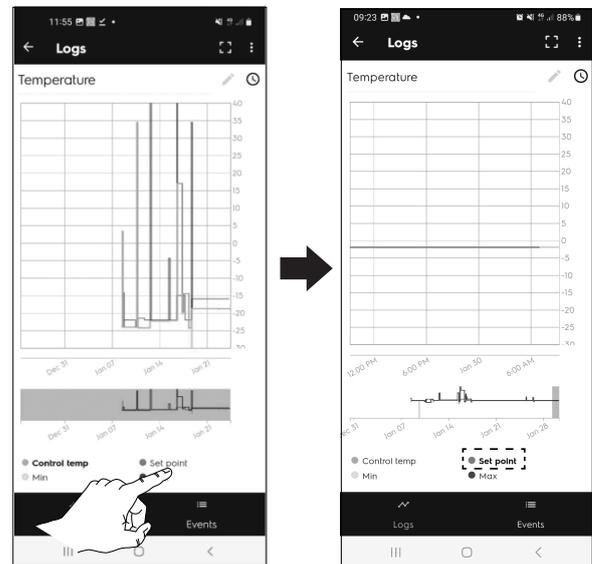 11:55
Logs
Temperature
40
35
30
25
20
15
10
5
0
-5
-10
-15
-20
-25
30
Dec 31
Jan 07
Jan 14
Jan 21
Dec 31
Jan 07
Jan 14
Jan 21
Control temp
Set point
Min
Events
09:23
88%
Logs
Temperature
40
35
30
25
20
15
10
5
0
-5
-10
-15
-20
-25
-30
12:00 PM
6:00 PM
Jan 30
6:00 AM
ec 31
Jan 07
Jan 14
Jan 21
Jan 28
Control temp
Set point
Min
Max
Logs
Events